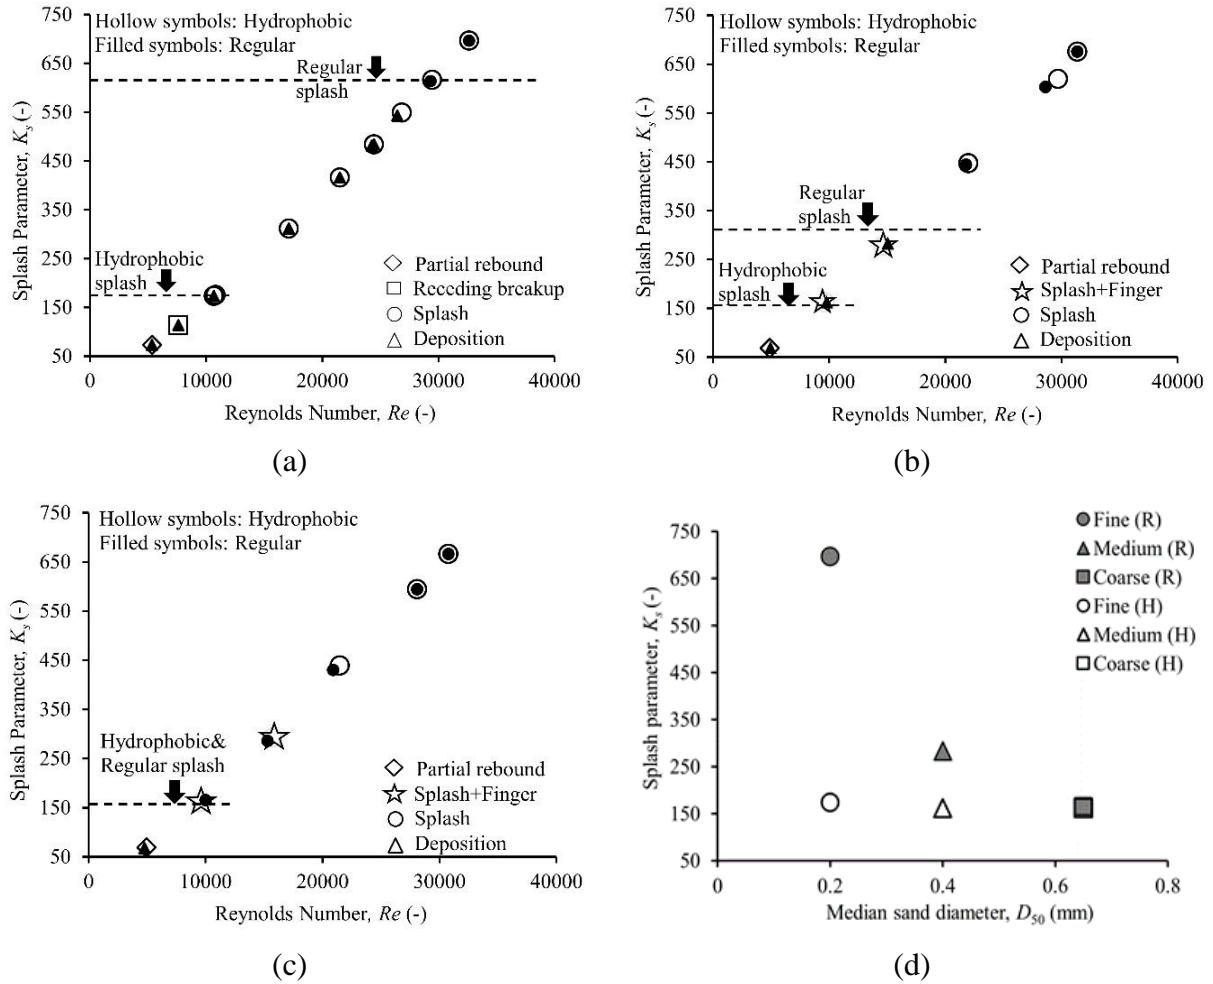 Hollow symbols: Hydrophobic
Filled symbols: Regular
Regular
splash
Hydrophobic
splash
Partial rebound
Receding breakup
Splash
Deposition
Splash Parameter, Ks (-)
750
650
550
450
350
250
150
50
0
10000
20000
30000
40000
Reynolds Number, Re (-)
(a)
Hollow symbols: Hydrophobic
Filled symbols: Regular
Regular
splash
Hydrophobic
splash
Partial rebound
Splash+Finger
Splash
Deposition
Splash Parameter, Ks (-)
750
650
550
450
350
250
150
50
0
10000
20000
30000
40000
Reynolds Number, Re (-)
(b)
Hollow symbols: Hydrophobic
Filled symbols: Regular
Hydrophobic&
Regular splash
Partial rebound
Splash+Finger
Splash
Deposition
Splash Parameter, Ks (-)
750
650
550
450
350
250
150
50
0
10000
20000
30000
40000
Reynolds Number, Re (-)
(c)
Fine (R)
Medium (R)
Coarse (R)
Fine (H)
Medium (H)
Coarse (H)
Splash parameter, Ks (-)
750
650
550
450
350
250
150
50
0
0.2
0.4
0.6
0.8
Median sand diameter, D50 (mm)
(d)